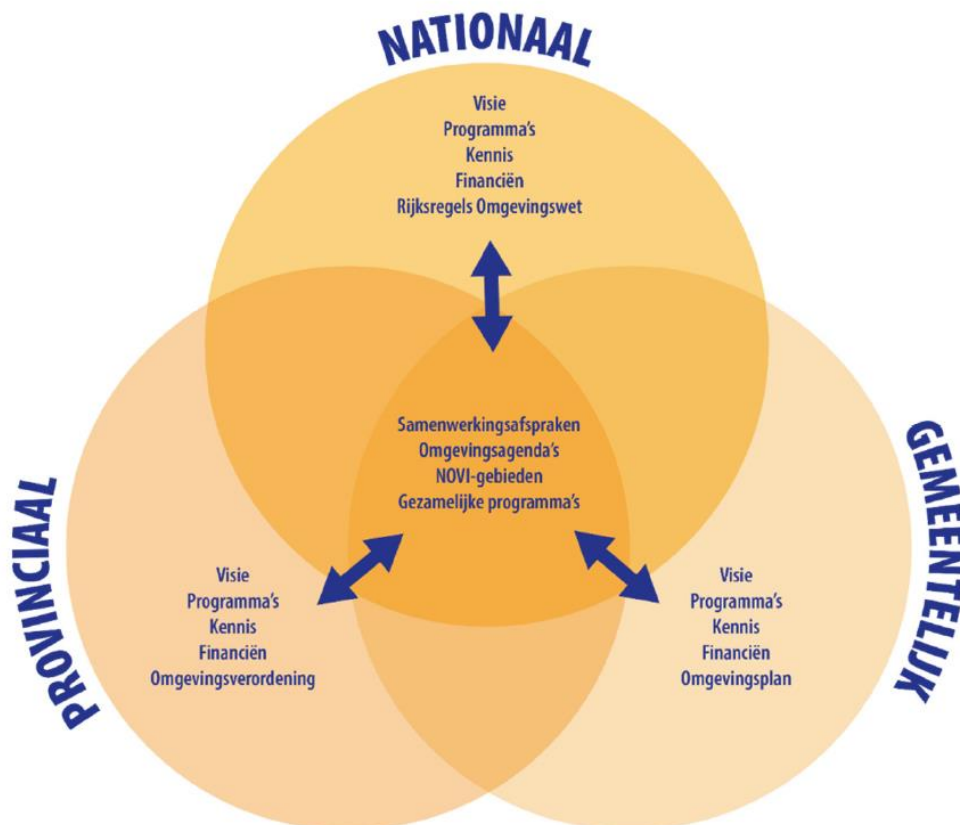 NATIONAAL
Visie
Programma's
Kennis
Financiën
Rijksregels Omgevingswet
Samenwerkingsafspraken
Omgevingsagenda's
NOVI-gebieden
Gezamelijke programma's
PROVINCIAAL
Visie
Programma's
Kennis
Financiën
Omgevingsverordening
GEMEENTELIJK
Visie
Programma's
Kennis
Financiën
Omgevingsplan